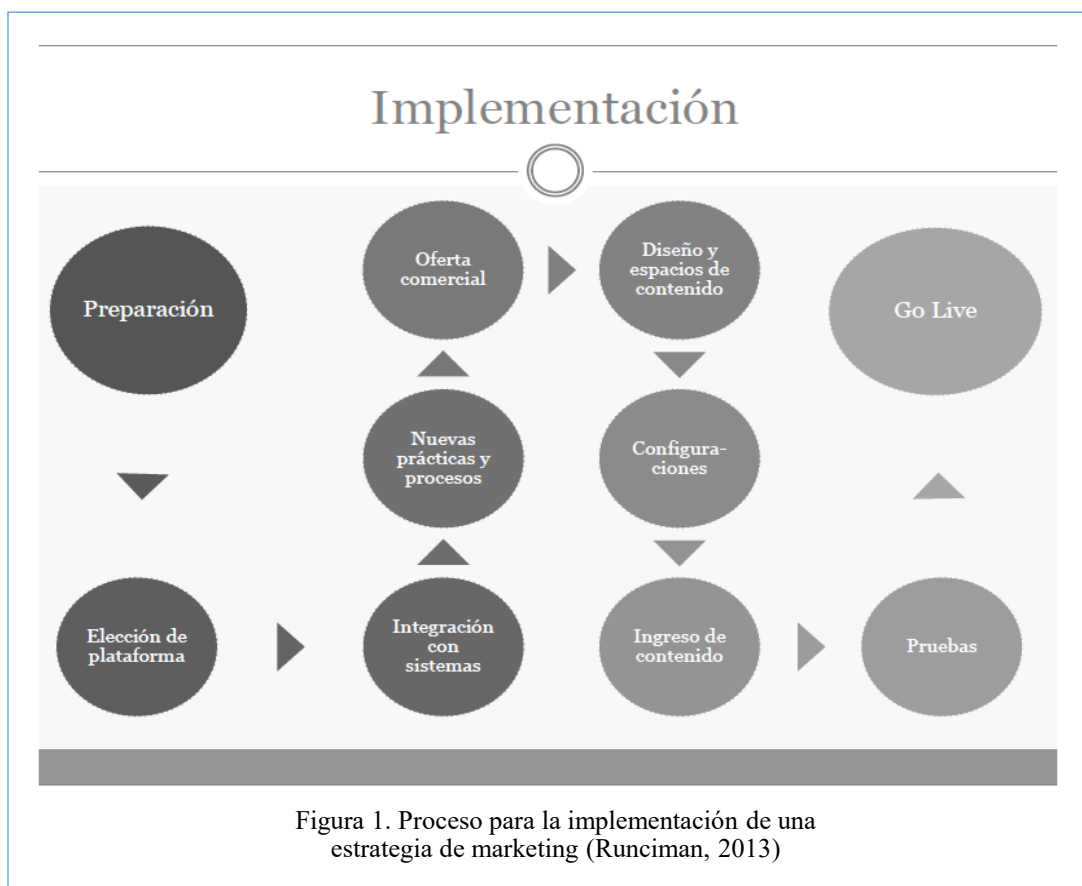 Implementación
Preparación
Elección de
plataforma
Integración
con
sistemas
Nuevas
prácticas y
procesos
Oferta
comercial
Diseño y
espacios de
contenido
Configura-
ciones
Ingreso de
contenido
Pruebas
Go Live
Figura 1. Proceso para la implementación de una
estrategia de marketing (Runciman, 2013)